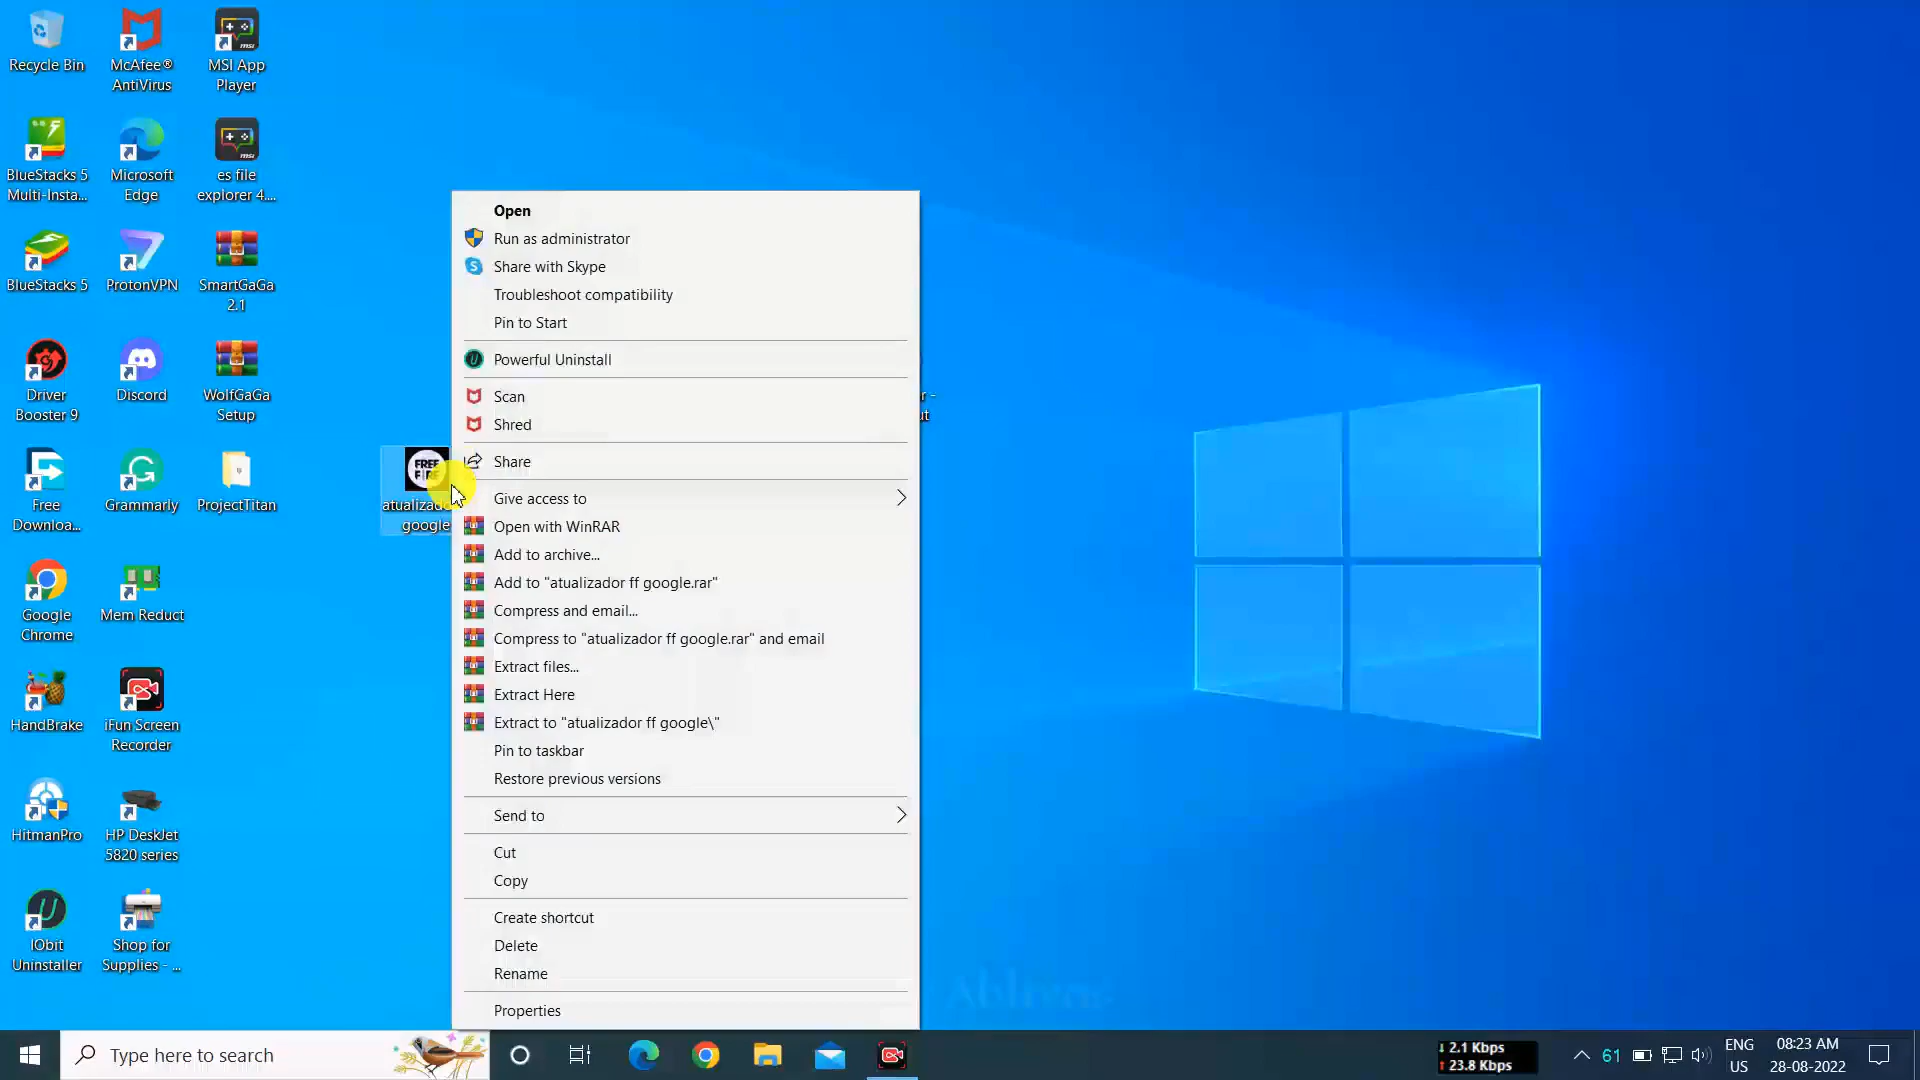 Recycle Bin
McAfee®
AntiVirus
MSI App
Player
msi
BlueStacks 5
Multi-Insta...
Microsoft
Edge
es file
explorer 4....
msi
BlueStacks 5
ProtonVPN
SmartGaGa
2.1
Driver
Booster 9
Discord
WolfGaGa
Setup
Free
Downloa...
Grammarly
ProjectTitan
FREE
FIRE
google
Google
Chrome
Mem Reduct
HandBrake
iFun Screen
Recorder
HitmanPro
HP DeskJet
5820 series
IObit
Uninstaller
Shop for
Supplies - ...
Open
Run as administrator
Share with Skype
Troubleshoot compatibility
Pin to Start
Powerful Uninstall
Scan
Shred
Share
Give access to
Open with WinRAR
Add to archive...
Add to "atualizador ff google.rar"
Compress and email...
Compress to "atualizador ff google.rar" and email
Extract files...
Extract Here
Extract to "atualizador ff google\"
Pin to taskbar
Restore previous versions
Send to
Cut
Copy
Create shortcut
Delete
Rename
Properties
Type here to search
↓ 2.1 Kbps
↑ 23.8 Kbps
61
ENG
US
08:23 AM
28-08-2022